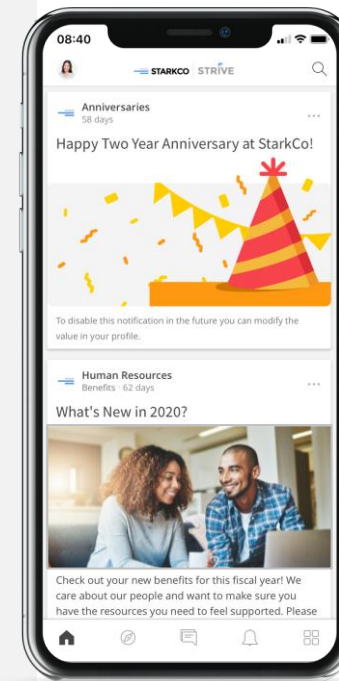 08:40
STARKCO STRIVE
Anniversaries
58 days
Happy Two Year Anniversary at StarkCo!
To disable this notification in the future you can modify the
value in your profile.
Human Resources
Benefits · 62 days
What's New in 2020?
Check out your new benefits for this fiscal year! We
care about our people and want to make sure you
have the resources you need to feel supported. Please